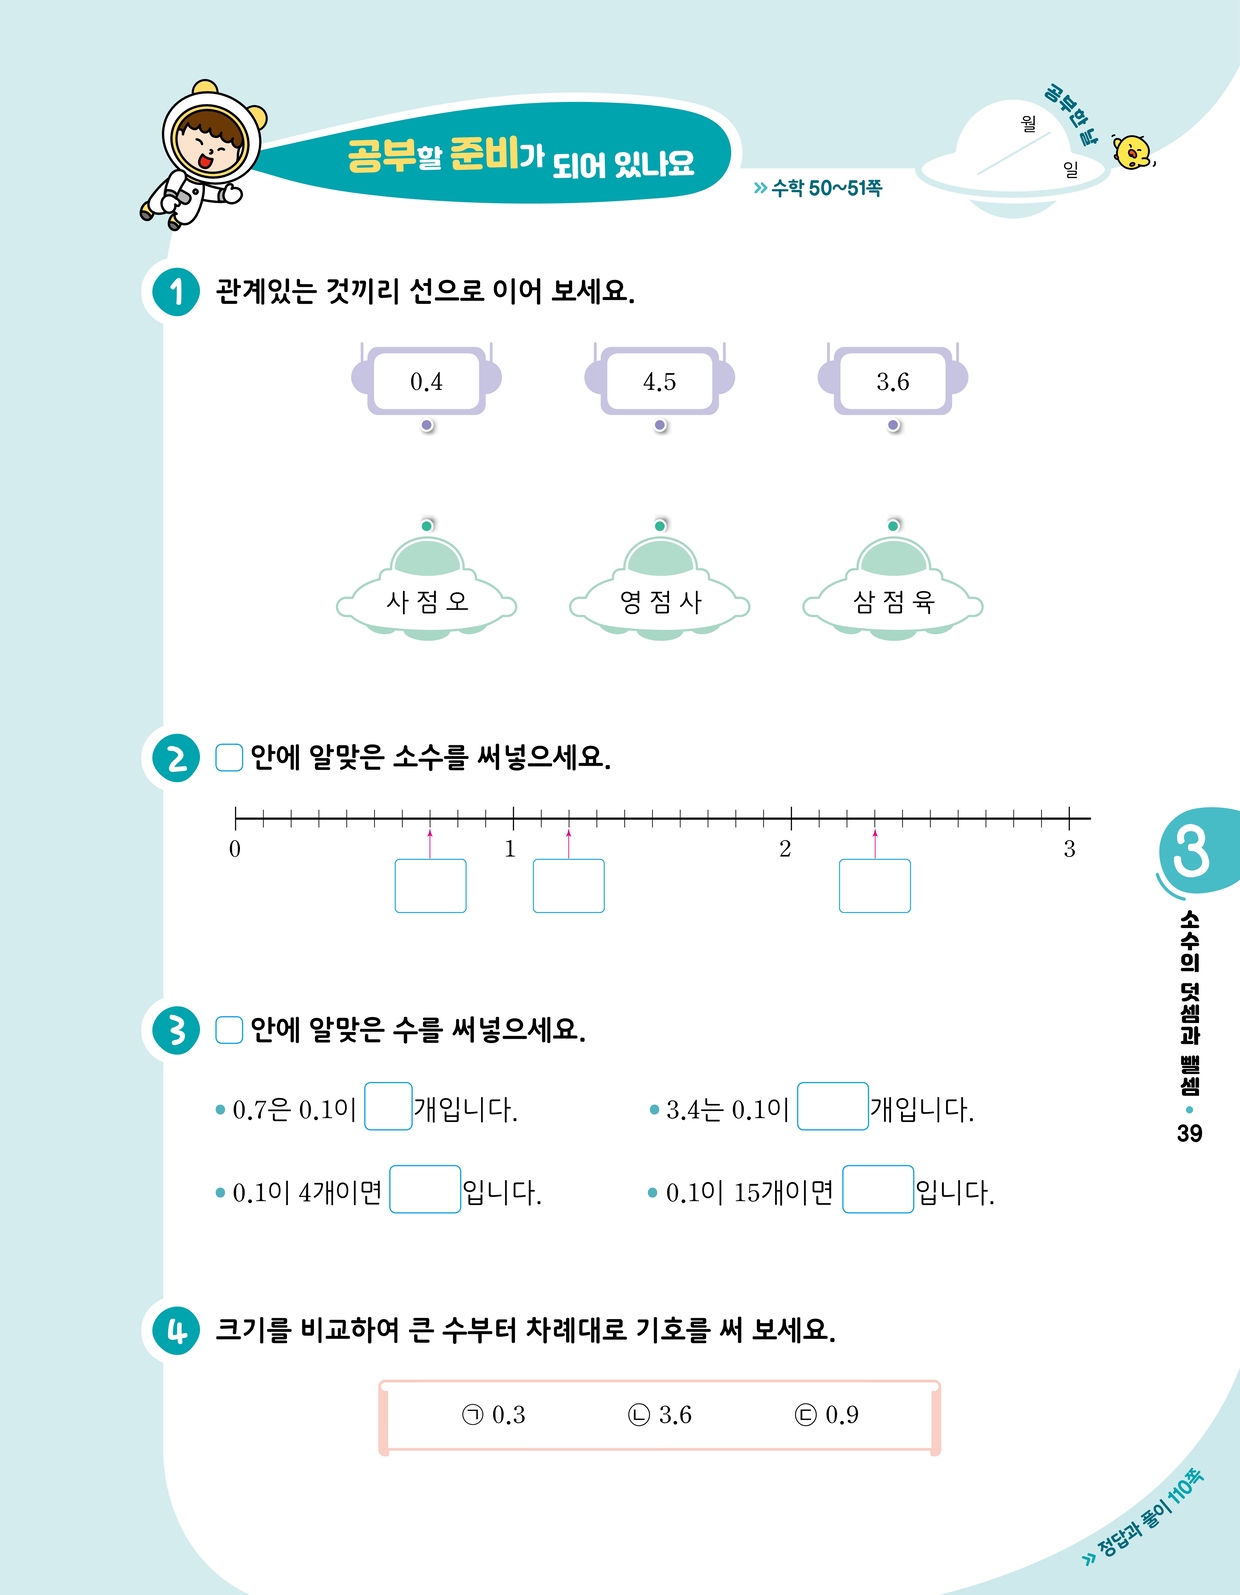 공부할 준비가 되어 있나요
» 수학 50~51쪽
공부한 날
월
일
1 관계있는 것끼리 선으로 이어 보세요.
0.4 4.5 3.6
사 점 오 영 점 사 삼 점 육
2 □ 안에 알맞은 소수를 써넣으세요.
0 1 2 3
3 □ 안에 알맞은 수를 써넣으세요.
• 0.7은 0.1이 □개입니다. • 3.4는 0.1이 □개입니다.
• 0.1이 4개이면 □입니다. • 0.1이 15개이면 □입니다.
4 크기를 비교하여 큰 수부터 차례대로 기호를 써 보세요.
㉠ 0.3 ㉡ 3.6 ㉢ 0.9
3
소수의 덧셈과 뺄셈 •
39
» 정답과 풀이 110쪽